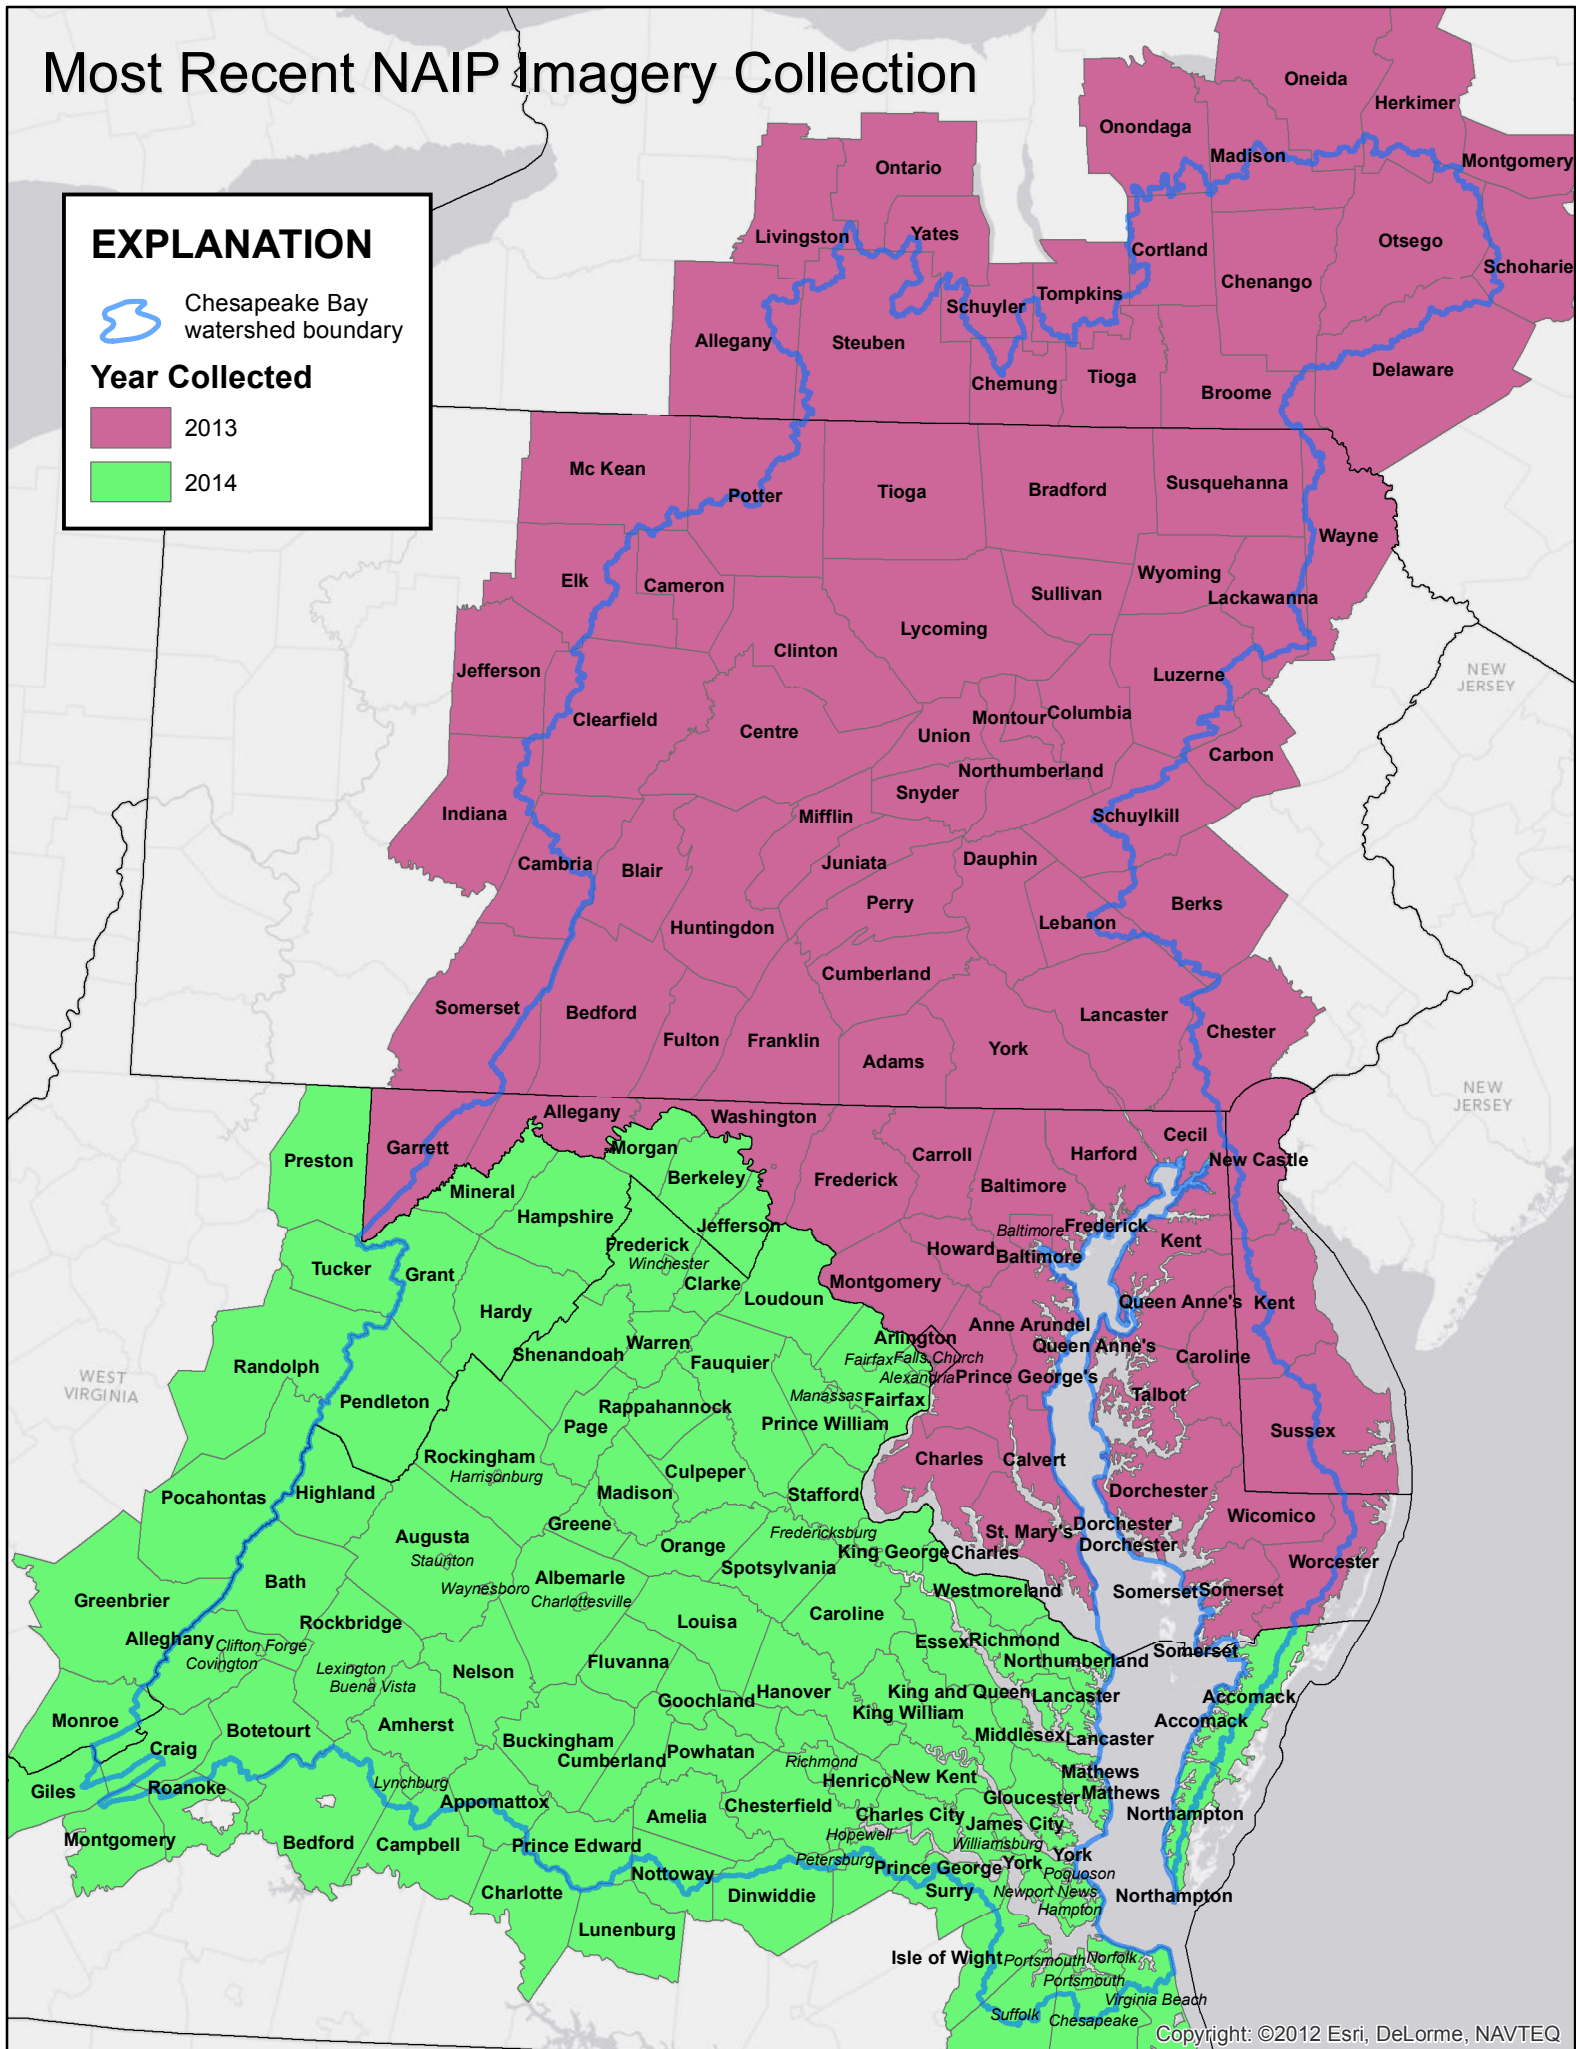 Most Recent NAIP Imagery Collection
EXPLANATION
Chesapeake Bay
watershed boundary
Year Collected
2013
2014
Oneida
Herkimer
Onondaga
Madison
Montgomery
Ontario
Livingston
Yates
Cortland
Otsego
Schoharie
Chenango
Tompkins
Schuyler
Allegany
Steuben
Chemung
Tioga
Broome
Delaware
Mc Kean
Potter
Tioga
Bradford
Susquehanna
Wayne
Elk
Cameron
Sullivan
Wyoming
Lackawanna
Lycoming
Clinton
Jefferson
Luzerne
NEW
JERSEY
Clearfield
Centre
Montour
Columbia
Union
Carbon
Northumberland
Snyder
Indiana
Mifflin
Schuylkill
Cambria
Blair
Juniata
Dauphin
Perry
Berks
Huntingdon
Lebanon
Cumberland
Somerset
Bedford
Lancaster
Fulton
Franklin
Adams
York
Chester
NEW
JERSEY
Allegany
Washington
Garrett
Morgan
Carroll
Harford
Cecil
New Castle
Preston
Berkeley
Frederick
Baltimore
Mineral
Hampshire
Jefferson
Baltimore
Frederick
Kent
Frederick
Winchester
Howard
Baltimore
Tucker
Grant
Clarke
Montgomery
Loudoun
Queen Anne's
Kent
Hardy
Anne Arundel
Arlington
Warren
Queen Anne's
Shenandoah
Fauquier
Fairfax
Falls Church
Caroline
Randolph
Alexandria
Prince George's
WEST
VIRGINIA
Pendleton
Manassas
Fairfax
Talbot
Rappahannock
Page
Prince William
Sussex
Rockingham
Harrisonburg
Charles
Calvert
Culpeper
Pocahontas
Highland
Madison
Stafford
Dorchester
Wicomico
Augusta
Greene
Fredericksburg
St. Mary's
Dorchester
Staunton
Orange
King George
Charles
Dorchester
Spotsylvania
Worcester
Bath
Albemarle
Waynesboro
Charlottesville
Westmoreland
Somerset
Somerset
Greenbrier
Caroline
Rockbridge
Louisa
Alleghany
Clifton Forge
Covington
Essex
Richmond
Somerset
Lexington
Buena Vista
Nelson
Fluvanna
Northumberland
Goochland
Hanover
King and Queen
Lancaster
Accomack
King William
Monroe
Botetourt
Amherst
Accomack
Craig
Buckingham
Cumberland
Powhatan
Middlesex
Lancaster
Richmond
Mathews
Giles
Roanoke
Lynchburg
Henrico
New Kent
Gloucester
Mathews
Appomattox
Amelia
Chesterfield
Charles City
James City
Northampton
Montgomery
Bedford
Campbell
Prince Edward
Hopewell
Williamsburg
Petersburg
Prince George
York
York
Nottoway
Poquoson
Charlotte
Dinwiddie
Surry
Newport News
Northampton
Hampton
Lunenburg
Isle of Wight
Portsmouth
Norfolk
Portsmouth
Virginia Beach
Suffolk
Chesapeake
Copyright: ©2012 Esri, DeLorme, NAVTEQ